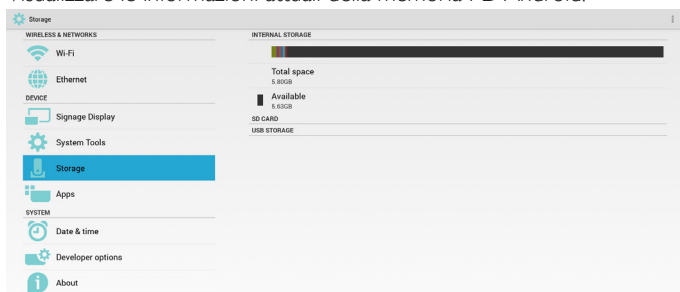 Storage
WIRELESS & NETWORKS
Wi-Fi
Ethernet
DEVICE
Signage Display
System Tools
Storage
Apps
SYSTEM
Date & time
Developer options
About
INTERNAL STORAGE
Total space
5.80GB
Available
5.63GB
SD CARD
USB STORAGE